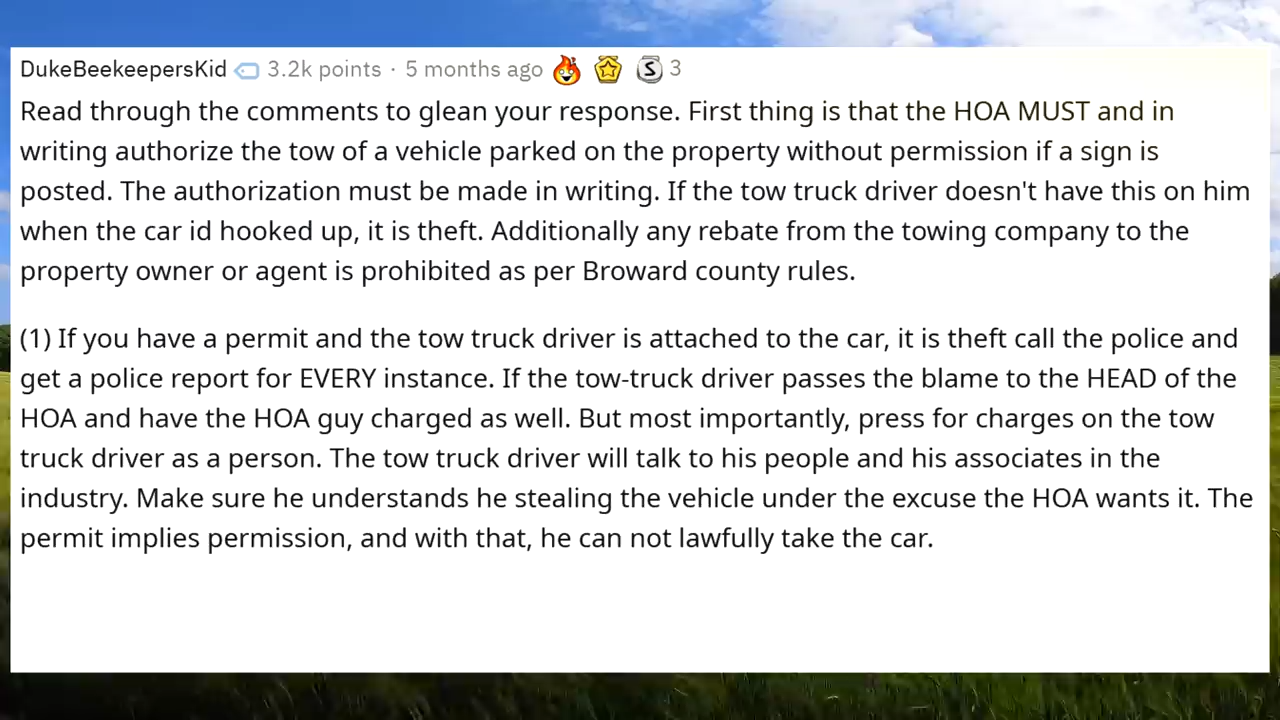 DukeBeekeepersKid 3.2k points · 5 months ago 3
Read through the comments to glean your response. First thing is that the HOA MUST and in
writing authorize the tow of a vehicle parked on the property without permission if a sign is
posted. The authorization must be made in writing. If the tow truck driver doesn't have this on him
when the car id hooked up, it is theft. Additionally any rebate from the towing company to the
property owner or agent is prohibited as per Broward county rules.
(1) If you have a permit and the tow truck driver is attached to the car, it is theft call the police and
get a police report for EVERY instance. If the tow-truck driver passes the blame to the HEAD of the
HOA and have the HOA guy charged as well. But most importantly, press for charges on the tow
truck driver as a person. The tow truck driver will talk to his people and his associates in the
industry. Make sure he understands he stealing the vehicle under the excuse the HOA wants it. The
permit implies permission, and with that, he can not lawfully take the car.